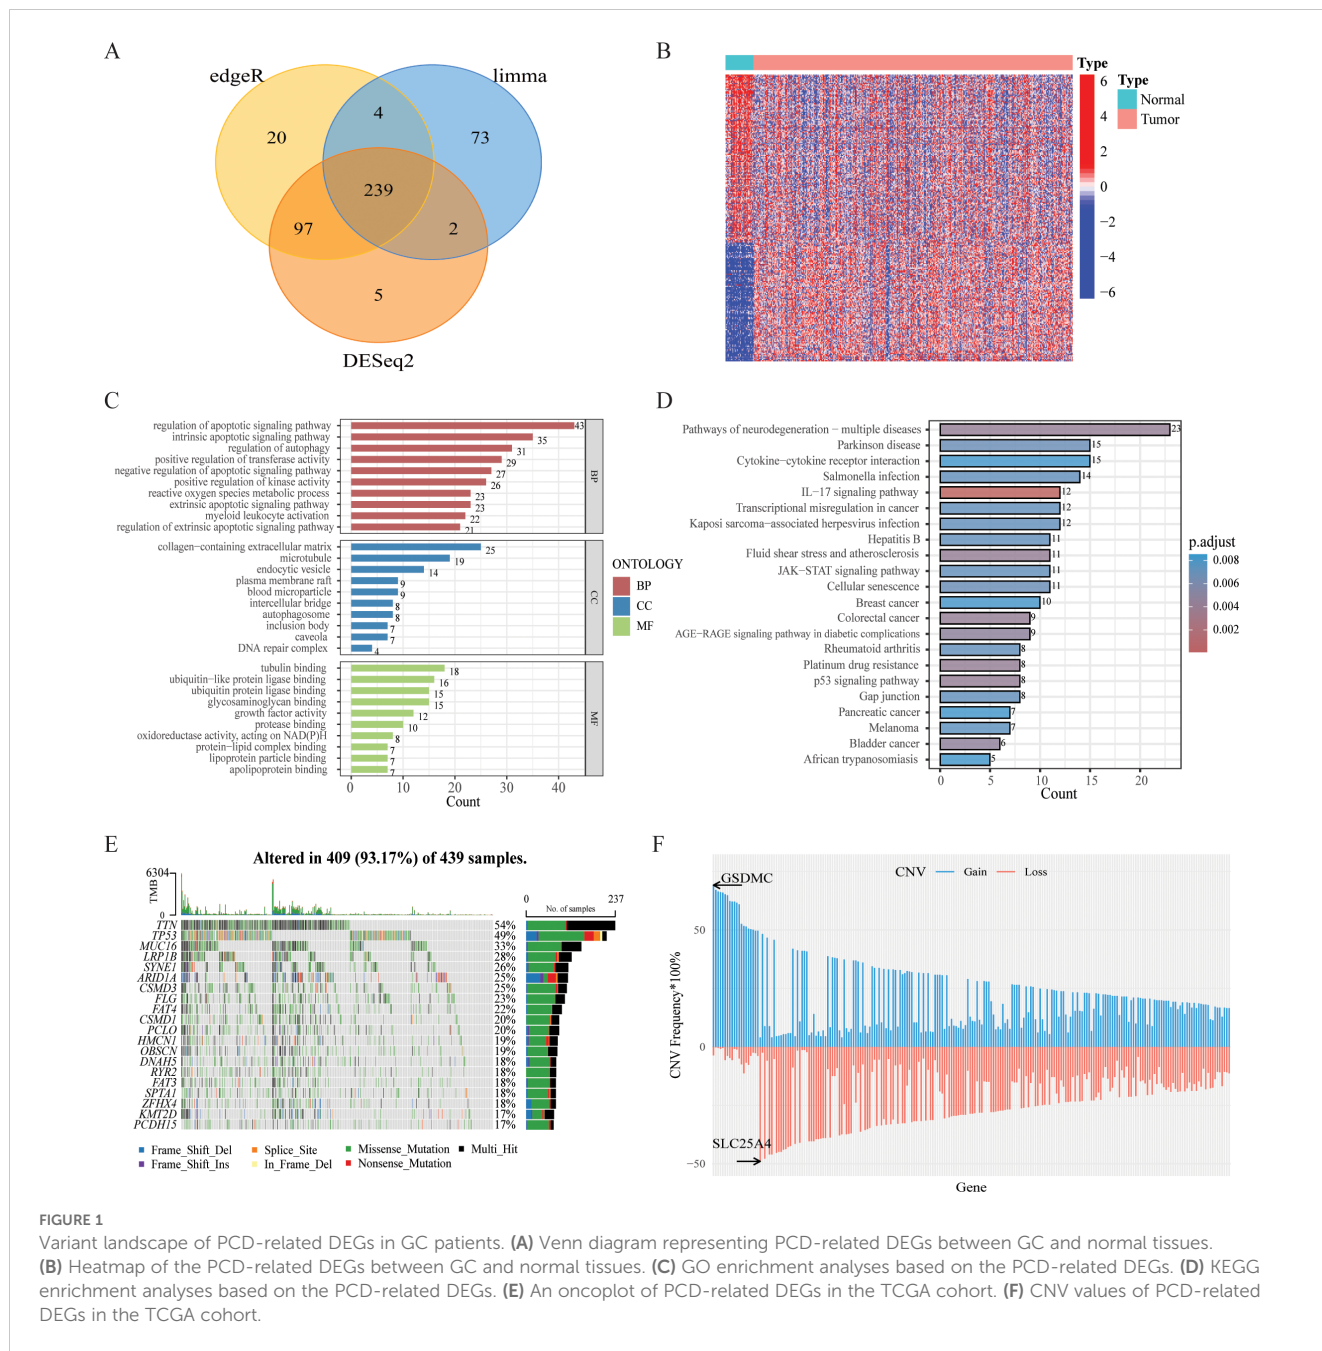 A
edgeR
limma
4
20
73
239
97
2
5
DESeq2
B
Type
6
4
2
0
−2
−4
−6
Type
Normal
Tumor
C
regulation of apoptotic signaling pathway 43
intrinsic apoptotic signaling pathway 35
regulation of autophagy 31
positive regulation of transferase activity 29
negative regulation of apoptotic signaling pathway 27
positive regulation of kinase activity 26
reactive oxygen species metabolic process 23
extrinsic apoptotic signaling pathway 23
myeloid leukocyte activation 22
regulation of extrinsic apoptotic signaling pathway 21
BP
collagen−containing extracellular matrix 25
microtubule 19
endocytic vesicle 14
plasma membrane raft 9
blood microparticle 9
intercellular bridge 8
autophagosome 8
inclusion body 7
caveola 7
DNA repair complex 4
CC
tubulin binding 18
ubiquitin−like protein ligase binding 16
ubiquitin protein ligase binding 15
glycosaminoglycan binding 15
growth factor activity 12
protease binding 10
oxidoreductase activity, acting on NAD(P)H 8
protein−lipid complex binding 7
lipoprotein particle binding 7
apolipoprotein binding 7
MF
0 10 20 30 40
Count
ONTOLOGY
BP
CC
MF
D
Pathways of neurodegeneration − multiple diseases 23
Parkinson disease 15
Cytokine−cytokine receptor interaction 15
Salmonella infection 14
IL−17 signaling pathway 12
Transcriptional misregulation in cancer 12
Kaposi sarcoma−associated herpesvirus infection 12
Hepatitis B 11
Fluid shear stress and atherosclerosis 11
JAK−STAT signaling pathway 11
Cellular senescence 11
Breast cancer 10
Colorectal cancer 9
AGE−RAGE signaling pathway in diabetic complications 9
Rheumatoid arthritis 8
Platinum drug resistance 8
p53 signaling pathway 8
Gap junction 8
Pancreatic cancer 7
Melanoma 7
Bladder cancer 6
African trypanosomiasis 5
0 5 10 15 20
Count
p.adjust
0.008
0.006
0.004
0.002
E
Altered in 409 (93.17%) of 439 samples.
6304
TMB
0
0 237
No. of samples
TTN 54%
TP53 49%
MUC16 33%
LRP1B 28%
SYNE1 26%
ARID1A 25%
CSMD3 25%
FLG 23%
FAT4 22%
CSMD1 20%
PCLO 20%
HMCN1 19%
OBSCN 19%
DNAH5 18%
RYR2 18%
FAT3 18%
SPTA1 18%
ZFHX4 18%
KMT2D 17%
PCDH15 17%
Frame_Shift_Del Splice_Site Missense_Mutation Multi_Hit
Frame_Shift_Ins In_Frame_Del Nonsense_Mutation
F
GSDMC
CNV Gain Loss
50
0
−50
CNV Frequency*100%
SLC25A4
Gene
FIGURE 1
Variant landscape of PCD-related DEGs in GC patients. (A) Venn diagram representing PCD-related DEGs between GC and normal tissues.
(B) Heatmap of the PCD-related DEGs between GC and normal tissues. (C) GO enrichment analyses based on the PCD-related DEGs. (D) KEGG
enrichment analyses based on the PCD-related DEGs. (E) An oncoplot of PCD-related DEGs in the TCGA cohort. (F) CNV values of PCD-related
DEGs in the TCGA cohort.